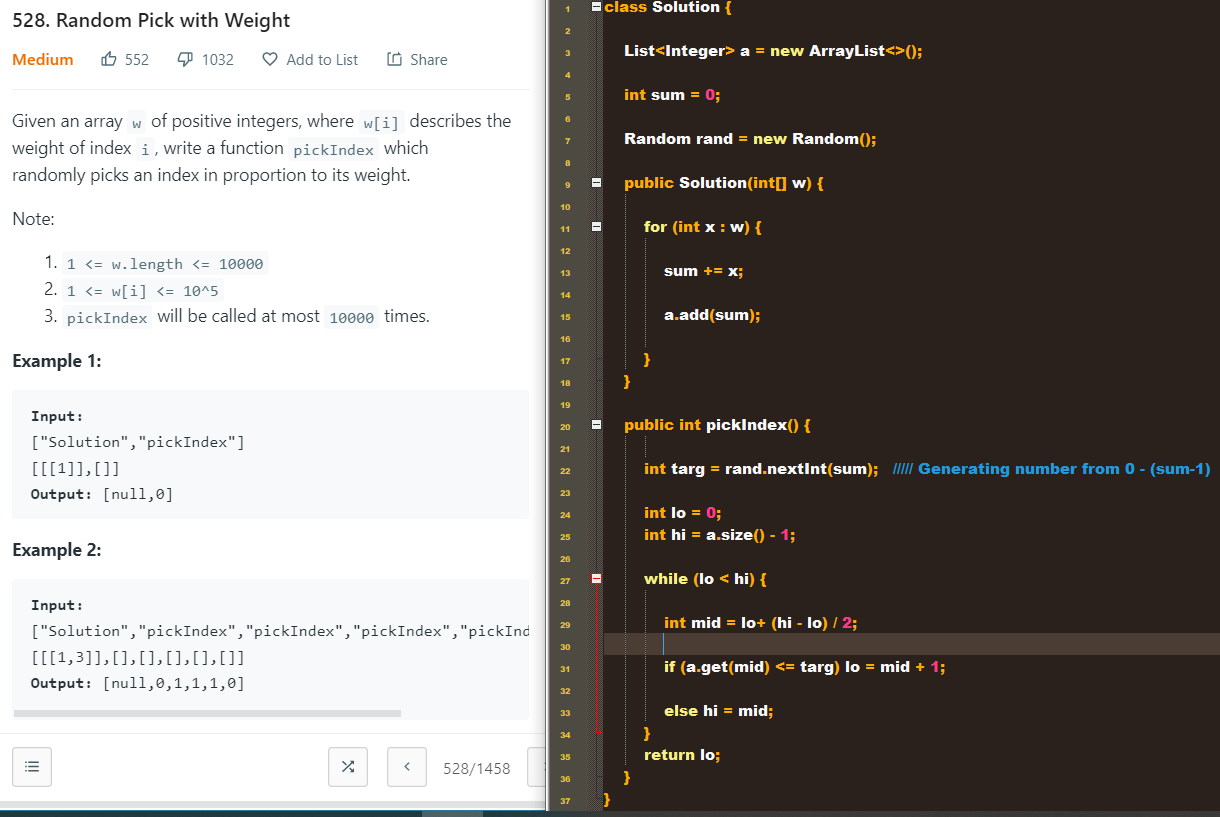 528. Random Pick with Weight
Medium 552 1032 Add to List Share
Given an array w of positive integers, where w[i] describes the
weight of index i , write a function pickIndex which
randomly picks an index in proportion to its weight.
Note:
1. 1 <= w.length <= 10000
2. 1 <= w[i] <= 10^5
3. pickIndex will be called at most 10000 times.
Example 1:
Input:
["Solution","pickIndex"]
[[[1]],[]]
Output: [null,0]
Example 2:
Input:
["Solution","pickIndex","pickIndex","pickIndex","pickInd
[[[1,3]],[],[],[],[],[]]
Output: [null,0,1,1,1,0]
528/1458
1 class Solution {
2
3 List<Integer> a = new ArrayList<>();
4
5 int sum = 0;
6
7 Random rand = new Random();
8
9 public Solution(int[] w) {
10
11 for (int x : w) {
12
13 sum += x;
14
15 a.add(sum);
16
17 }
18 }
19
20 public int pickIndex() {
21
22 int targ = rand.nextInt(sum); ///// Generating number from 0 - (sum-1)
23
24 int lo = 0;
25 int hi = a.size() - 1;
26
27 while (lo < hi) {
28
29 int mid = lo+ (hi - lo) / 2;
30
31 if (a.get(mid) <= targ) lo = mid + 1;
32
33 else hi = mid;
34 }
35 return lo;
36 }
37 }